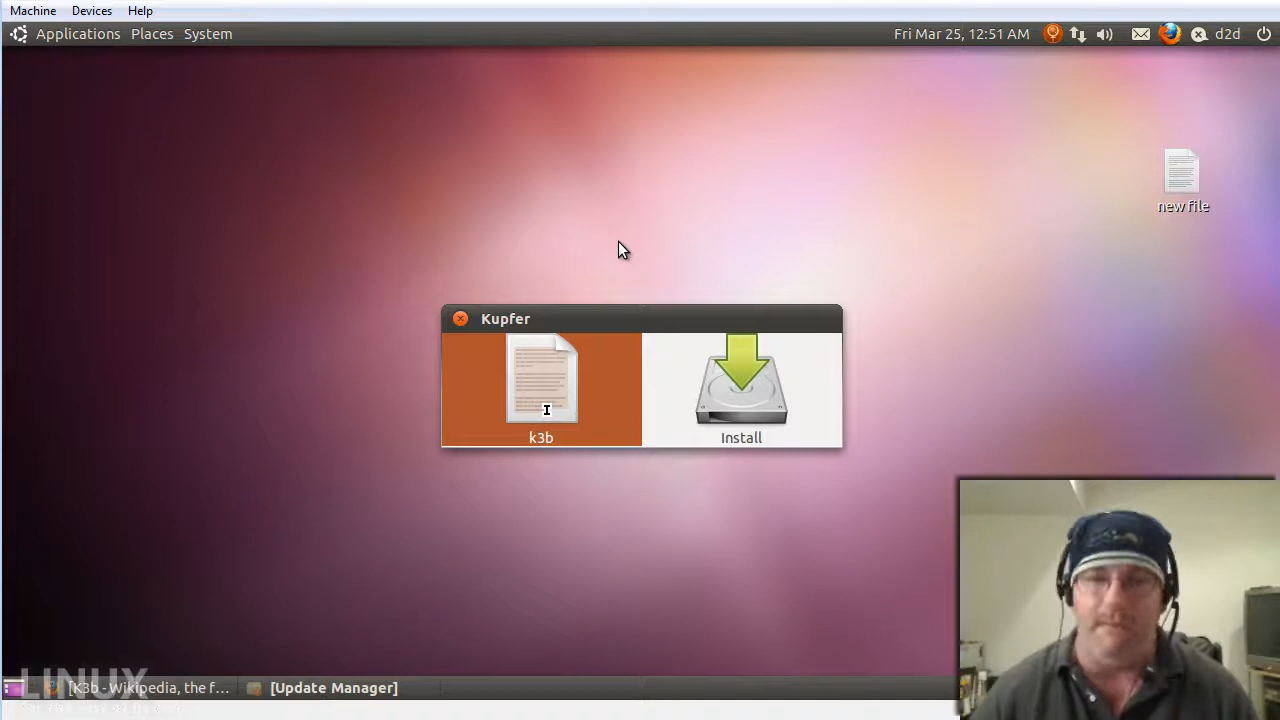 Machine Devices Help
Applications Places System Fri Mar 25, 12:51 AM d2d
new file
Kupfer
k3b Install
LINUX
[K3b - Wikipedia, the f... [Update Manager]